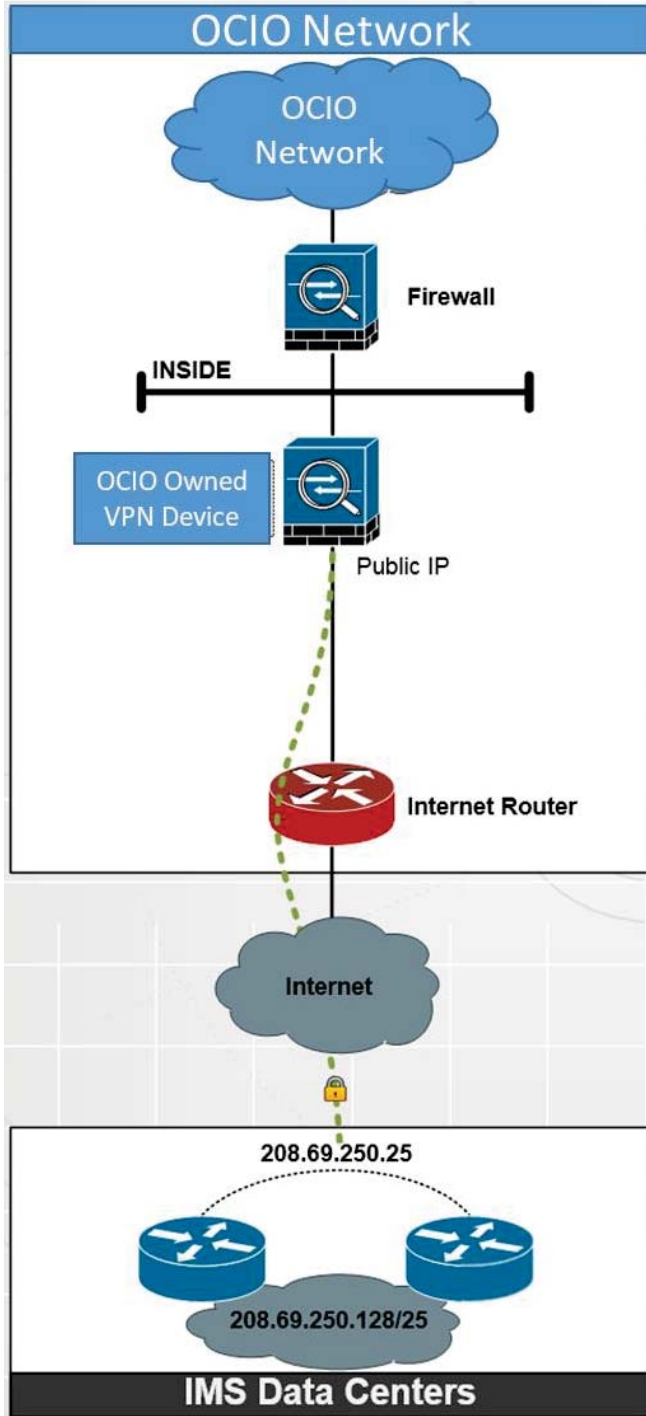 OCIO Network
OCIO
Network
Firewall
INSIDE
OCIO Owned
VPN Device
Public IP
Internet Router
Internet
208.69.250.25
208.69.250.128/25
IMS Data Centers